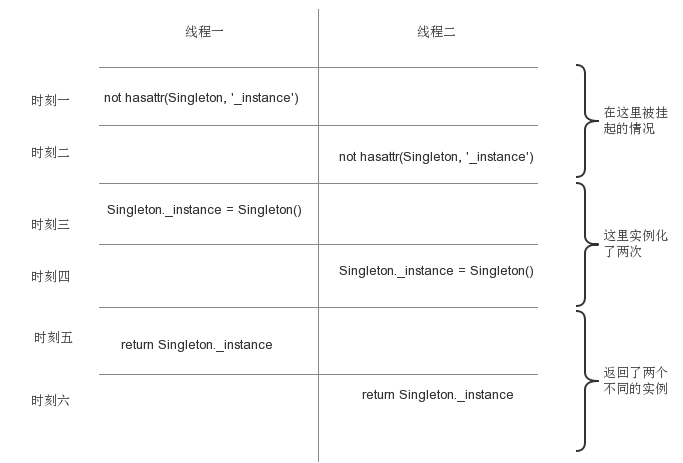 线程一
线程二
时刻一
not hasattr(Singleton, '_instance')
在这里被挂
起的情况
时刻二
not hasattr(Singleton, '_instance')
时刻三
Singleton._instance = Singleton()
这里实例化
了两次
时刻四
Singleton._instance = Singleton()
时刻五
return Singleton._instance
返回了两个
不同的实例
时刻六
return Singleton._instance